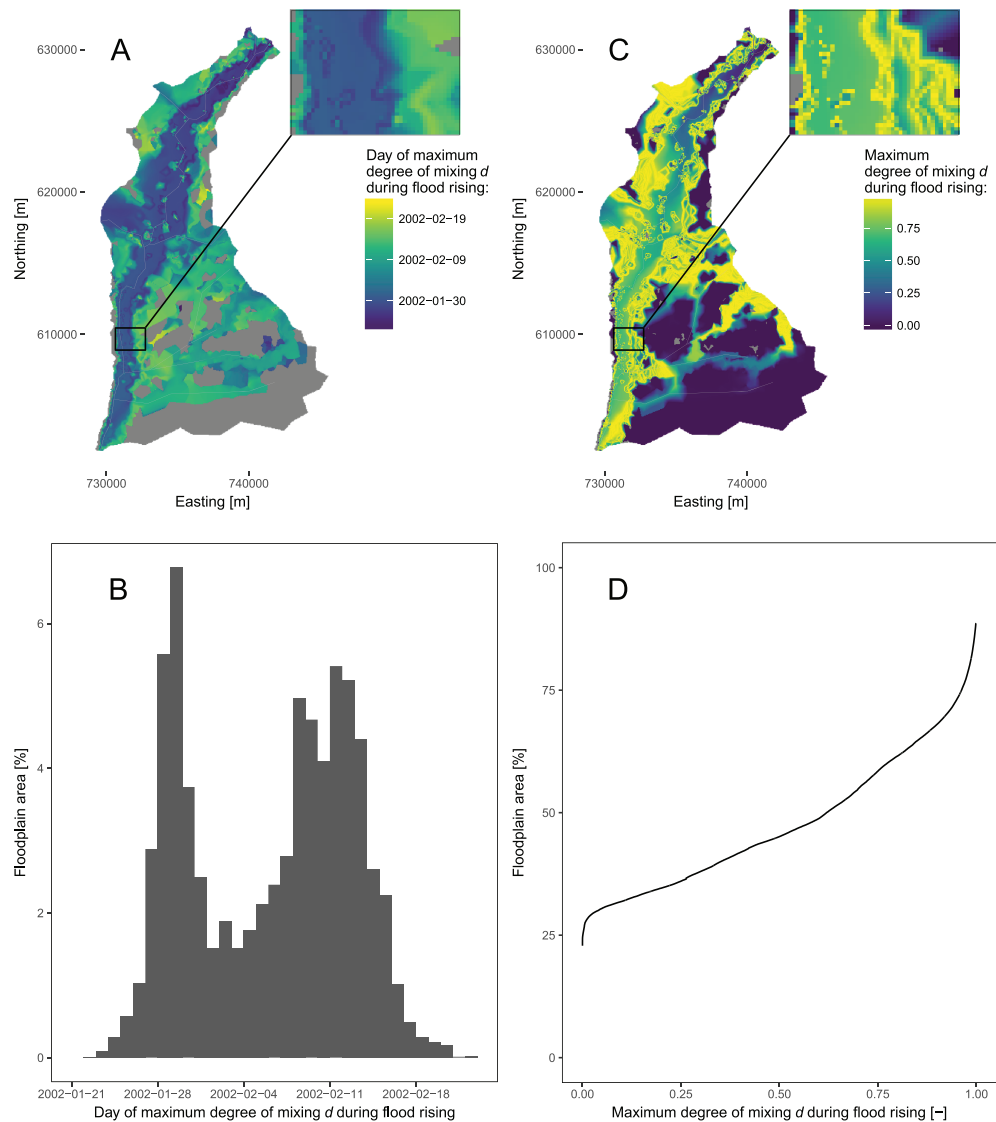 A
630000
620000
610000
Northing [m]
730000
740000
Easting [m]
Day of maximum
degree of mixing d
during flood rising:
2002−02−19
2002−02−09
2002−01−30
C
630000
620000
610000
Northing [m]
730000
740000
Easting [m]
Maximum
degree of mixing d
during flood rising:
0.75
0.50
0.25
0.00
B
6
4
2
0
Floodplain area [%]
2002−01−21
2002−01−28
2002−02−04
2002−02−11
2002−02−18
Day of maximum degree of mixing d during flood rising
D
100
75
50
25
0
Floodplain area [%]
0.00
0.25
0.50
0.75
1.00
Maximum degree of mixing d during flood rising [−]